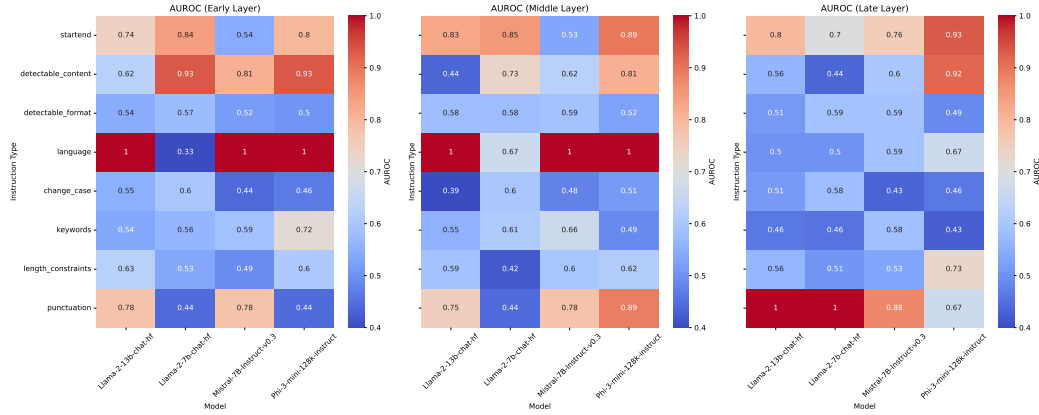 AUROC (Early Layer)
Instruction Type
startend 0.74 0.84 0.54 0.8
detectable_content 0.62 0.93 0.81 0.93
detectable_format 0.54 0.57 0.52 0.5
language 1 0.33 1 1
change_case 0.55 0.6 0.44 0.46
keywords 0.54 0.56 0.59 0.72
length_constraints 0.63 0.53 0.49 0.6
punctuation 0.78 0.44 0.78 0.44
Llama-2-13b-chat-hf
Llama-2-7b-chat-hf
Mistral-7B-Instruct-v0.3
Phi-3-mini-128k-instruct
Model
1.0
0.9
0.8
0.7
0.6
0.5
0.4
AUROC
AUROC (Middle Layer)
Instruction Type
0.83 0.85 0.53 0.89
0.44 0.73 0.62 0.81
0.58 0.58 0.59 0.52
1 0.67 1 1
0.39 0.6 0.48 0.51
0.55 0.61 0.66 0.49
0.59 0.42 0.6 0.62
0.75 0.44 0.78 0.89
Llama-2-13b-chat-hf
Llama-2-7b-chat-hf
Mistral-7B-Instruct-v0.3
Phi-3-mini-128k-instruct
Model
1.0
0.9
0.8
0.7
0.6
0.5
0.4
AUROC
AUROC (Late Layer)
Instruction Type
0.8 0.7 0.76 0.93
0.56 0.44 0.6 0.92
0.51 0.59 0.59 0.49
0.5 0.5 0.59 0.67
0.51 0.58 0.43 0.46
0.46 0.46 0.58 0.43
0.56 0.51 0.53 0.73
1 1 0.88 0.67
Llama-2-13b-chat-hf
Llama-2-7b-chat-hf
Mistral-7B-Instruct-v0.3
Phi-3-mini-128k-instruct
Model
1.0
0.9
0.8
0.7
0.6
0.5
0.4
AUROC